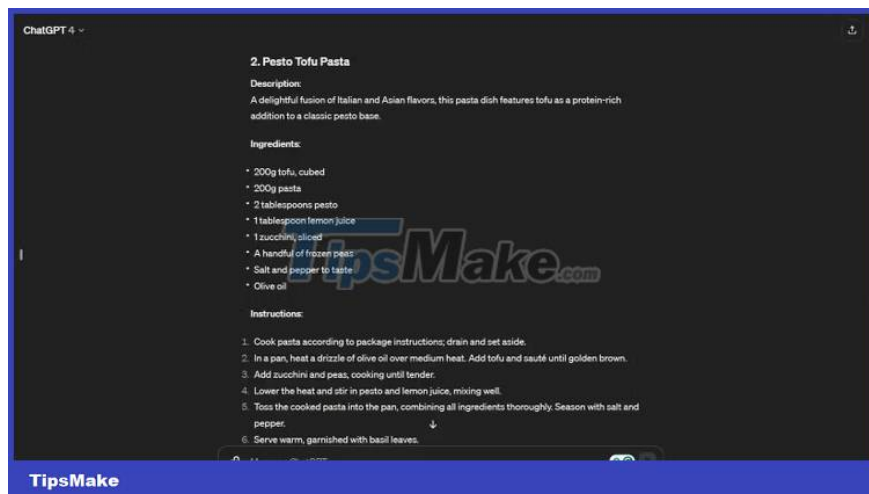 ChatGPT 4
2. Pesto Tofu Pasta
Description:
A delightful fusion of Italian and Asian flavors, this pasta dish features tofu as a protein-rich
addition to a classic pesto base.
Ingredients:
• 200g tofu, cubed
• 200g pasta
• 2 tablespoons pesto
• 1 tablespoon lemon juice
• 1 zucchini, sliced
• A handful of frozen peas
• Salt and pepper to taste
• Olive oil
TipsMake.com
Instructions:
1. Cook pasta according to package instructions; drain and set aside.
2. In a pan, heat a drizzle of olive oil over medium heat. Add tofu and sauté until golden brown.
3. Add zucchini and peas, cooking until tender.
4. Lower the heat and stir in pesto and lemon juice, mixing well.
5. Toss the cooked pasta into the pan, combining all ingredients thoroughly. Season with salt and
pepper.
6. Serve warm, garnished with basil leaves.
TipsMake